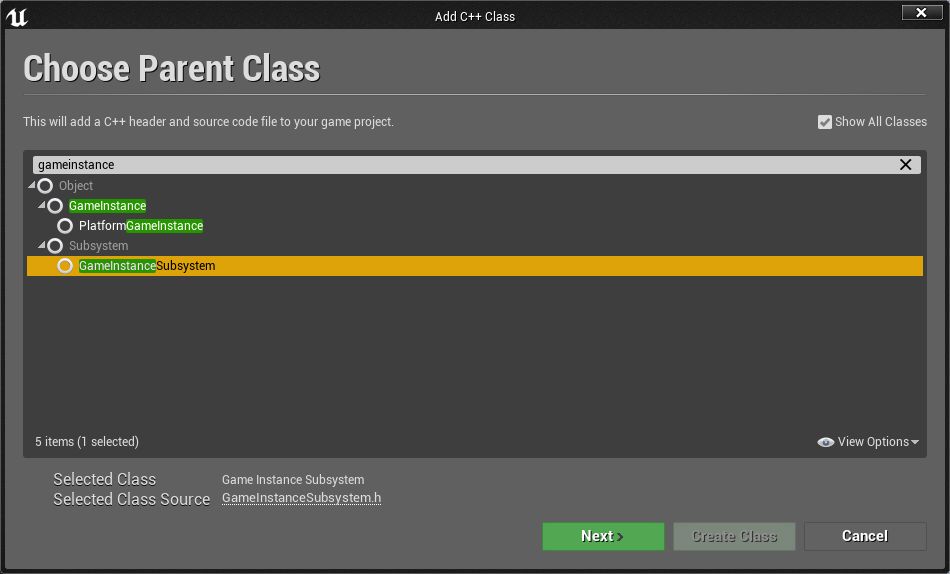 Add C++ Class
Choose Parent Class
This will add a C++ header and source code file to your game project.
Show All Classes
gameinstance
Object
GameInstance
PlatformGameInstance
Subsystem
GameInstanceSubsystem
5 items (1 selected)
View Options
Selected Class Game Instance Subsystem
Selected Class Source GameInstanceSubsystem.h
Next >
Create Class
Cancel